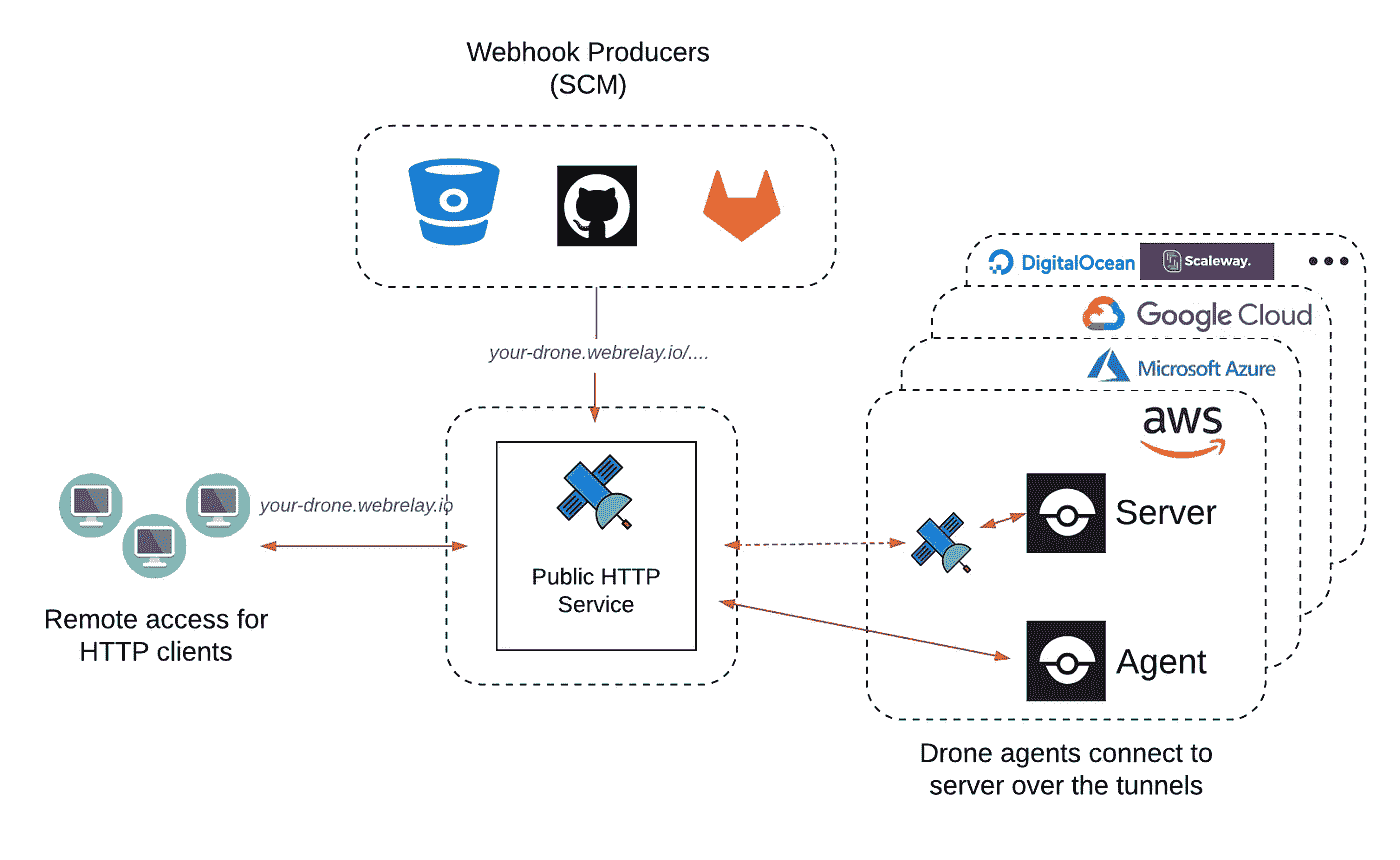 Webhook Producers
(SCM)
your-drone.webrelay.io/....
DigitalOcean
Scaleway.
Google Cloud
Microsoft Azure
aws
your-drone.webrelay.io
Public HTTP
Service
Server
Agent
Remote access for
HTTP clients
Drone agents connect to
server over the tunnels